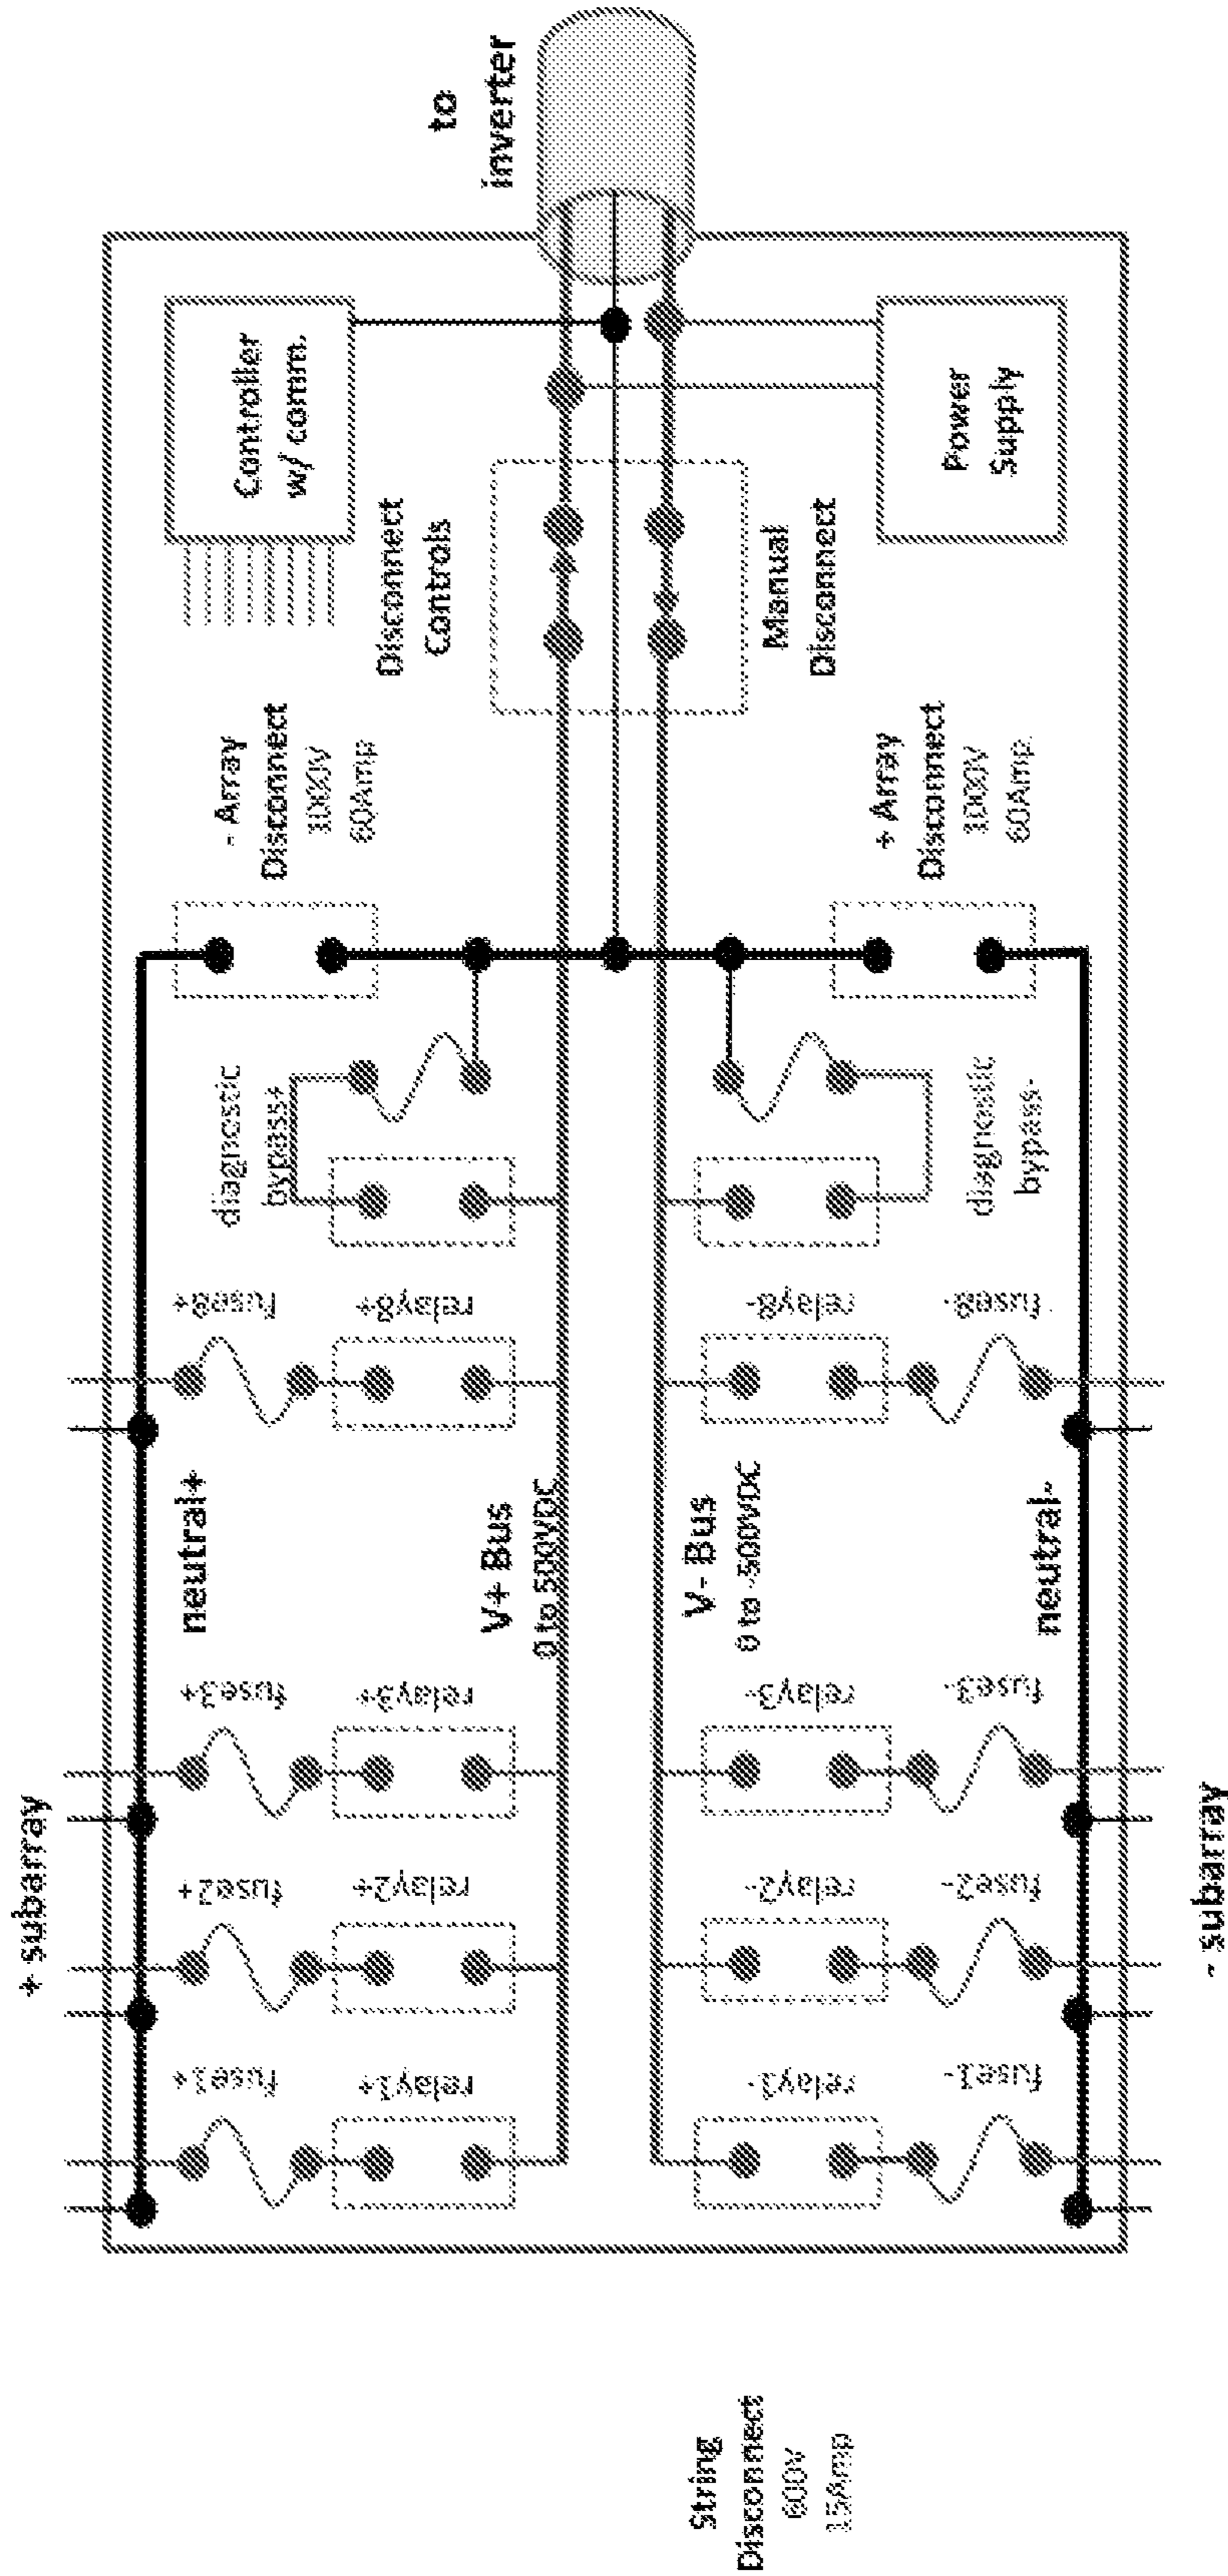 + subarray
fuse1+
fuse2+
fuse3+
fuse8+
relay1+
relay2+
relay3+
relay8+
neutral+
V+ Bus
0 to 500VDC
diagnostic
bypass+
- Array
Disconnect
1000V
60Amp
Controller
w/ comm.
Disconnect
Controls
to
inverter
String
Disconnect
600V
15Amp
V- Bus
0 to -500VDC
relay1-
relay2-
relay3-
relay8-
fuse1-
fuse2-
fuse3-
fuse8-
neutral-
diagnostic
bypass-
+ Array
Disconnect
1000V
60Amp
Manual
Disconnect
Power
Supply
- subarray